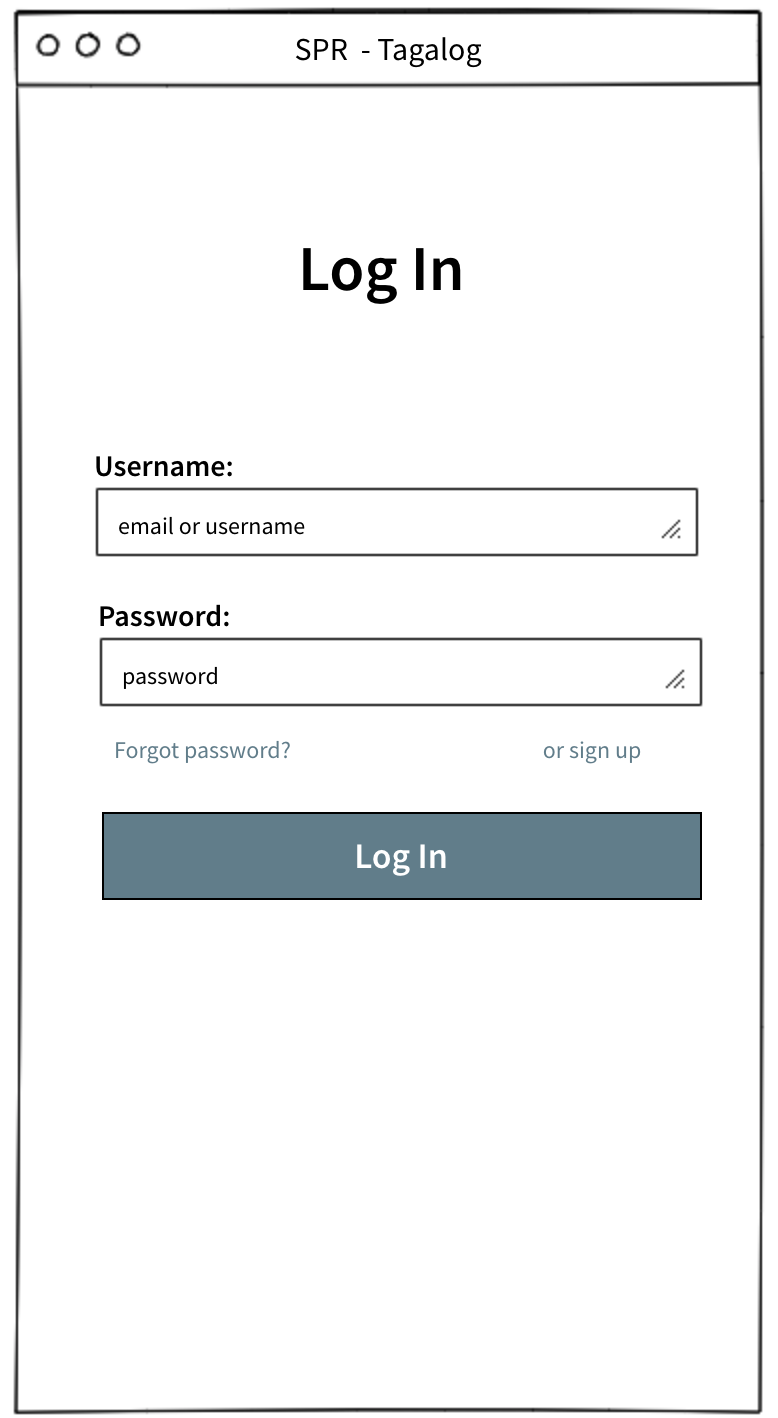 SPR - Tagalog
Log In
Username:
email or username
Password:
password
Forgot password? or sign up
Log In